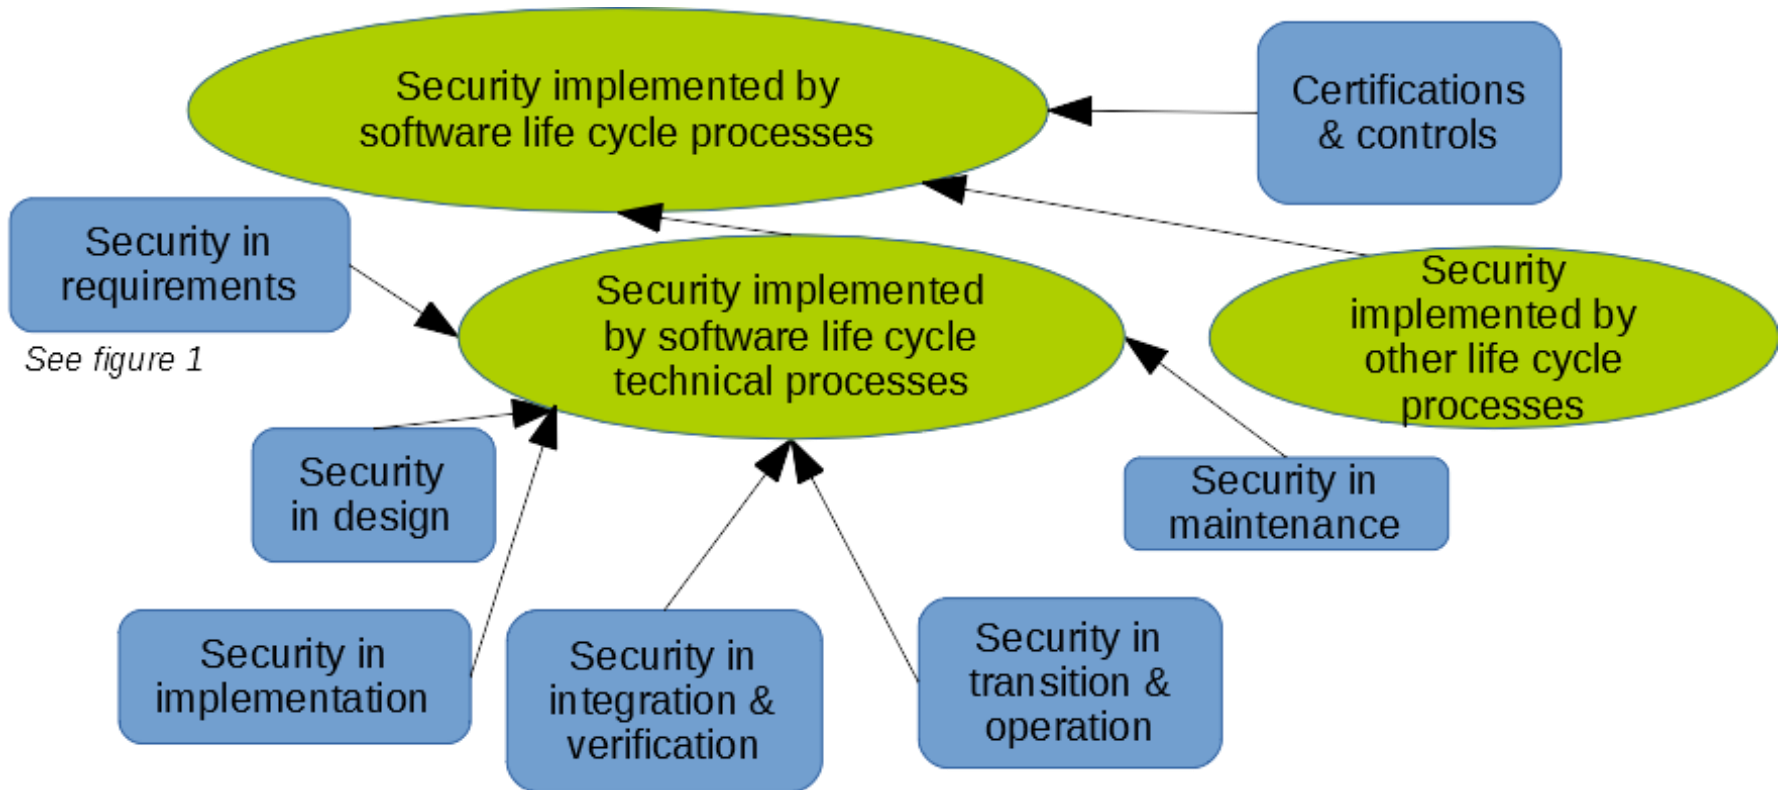 Security implemented by
software life cycle processes
Certifications
& controls
Security in
requirements
See figure 1
Security implemented
by software life cycle
technical processes
Security
implemented by
other life cycle
processes
Security
in design
Security in
maintenance
Security in
implementation
Security in
integration &
verification
Security in
transition &
operation